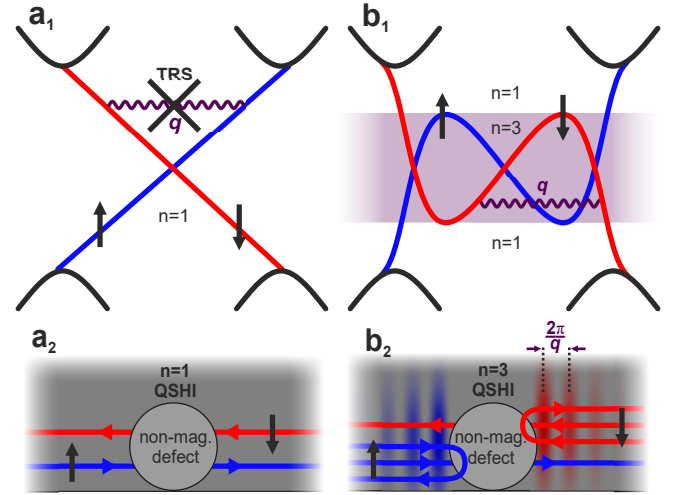 a1
TRS
q
n=1
b1
n=1
n=3
q
n=1
a2
n=1
QSHI
non-mag.
defect
b2
n=3
QSHI
2π
q
non-mag.
defect